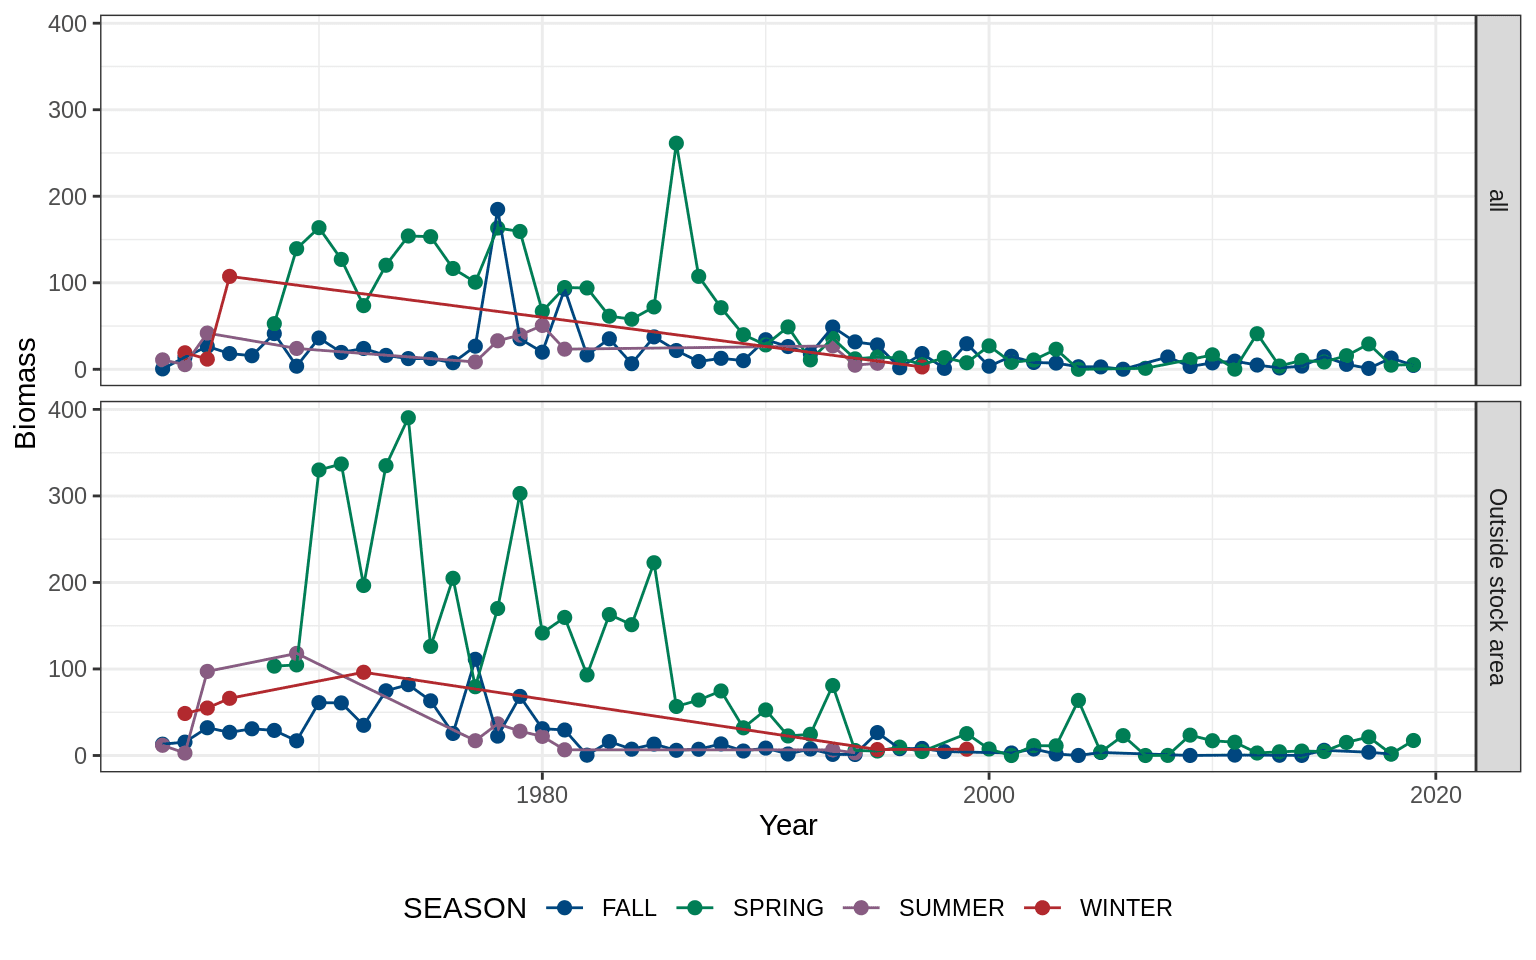 400
300
200
100
0
all
400
300
200
100
0
Outside stock area
Biomass
1980 2000 2020
Year
SEASON FALL SPRING SUMMER WINTER